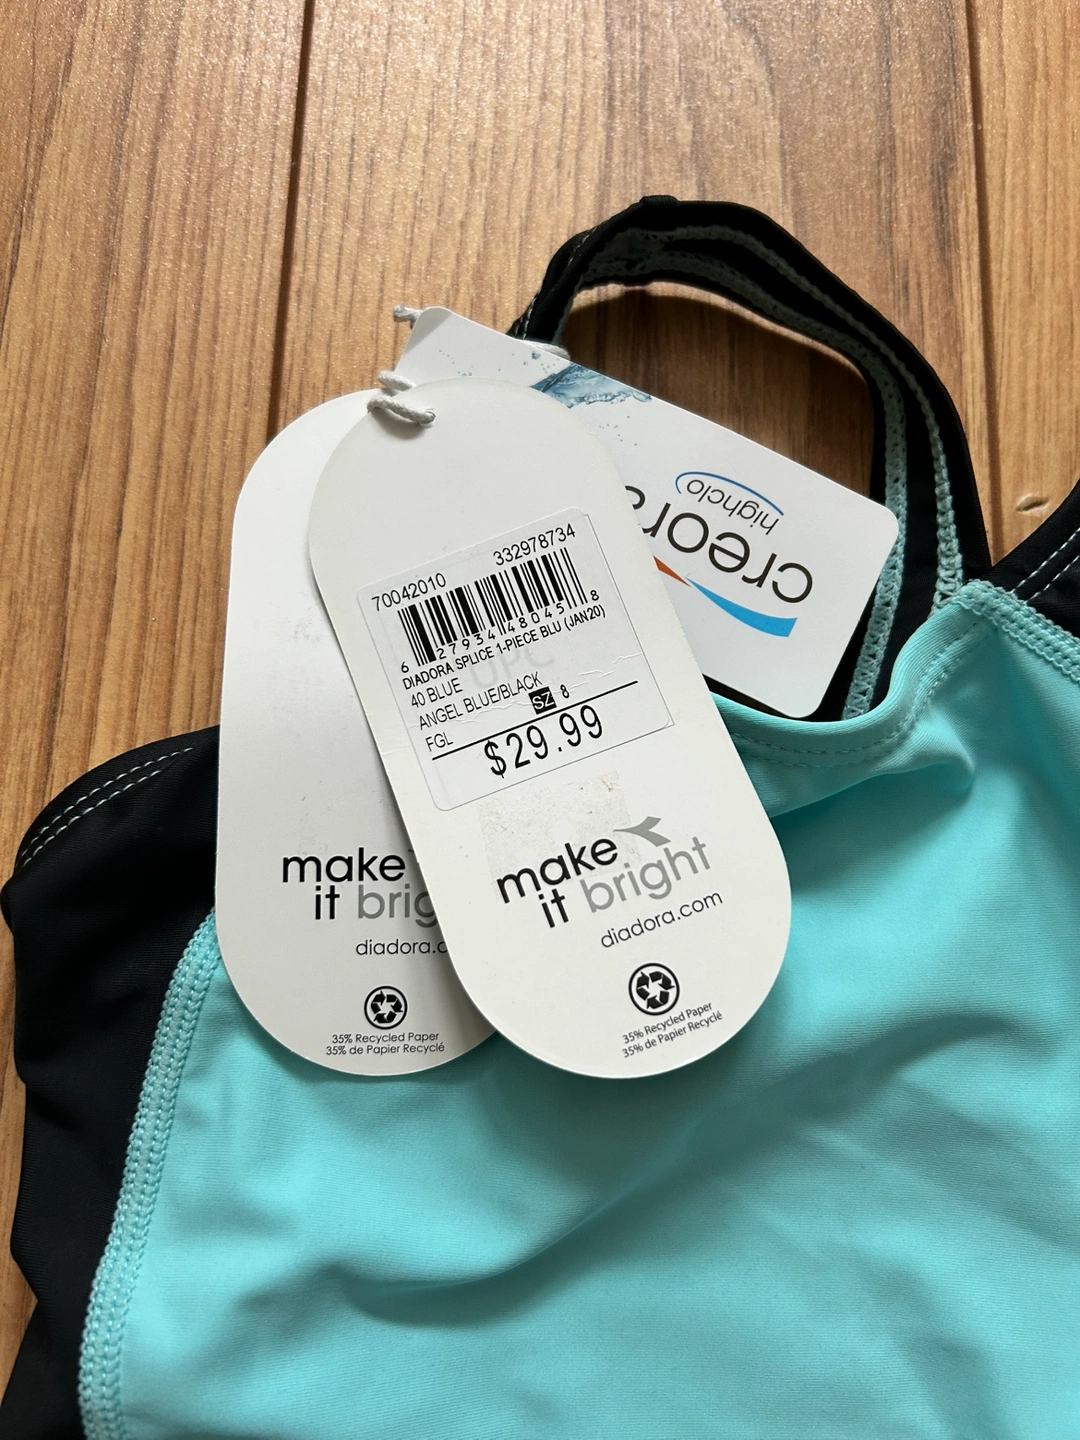 creora
highclo
70042010
332978734
6 27934 48045 8
DIADORA SPLICE 1-PIECE BLU (JAN20)
UPC
40 BLUE
ANGEL BLUE/BLACK
SZ 8
FGL
$29.99
make
it bright
diadora.com
35% Recycled Paper
35% de Papier Recyclé
make
it brig
diadora.c
35% Recycled Paper
35% de Papier Recyclé